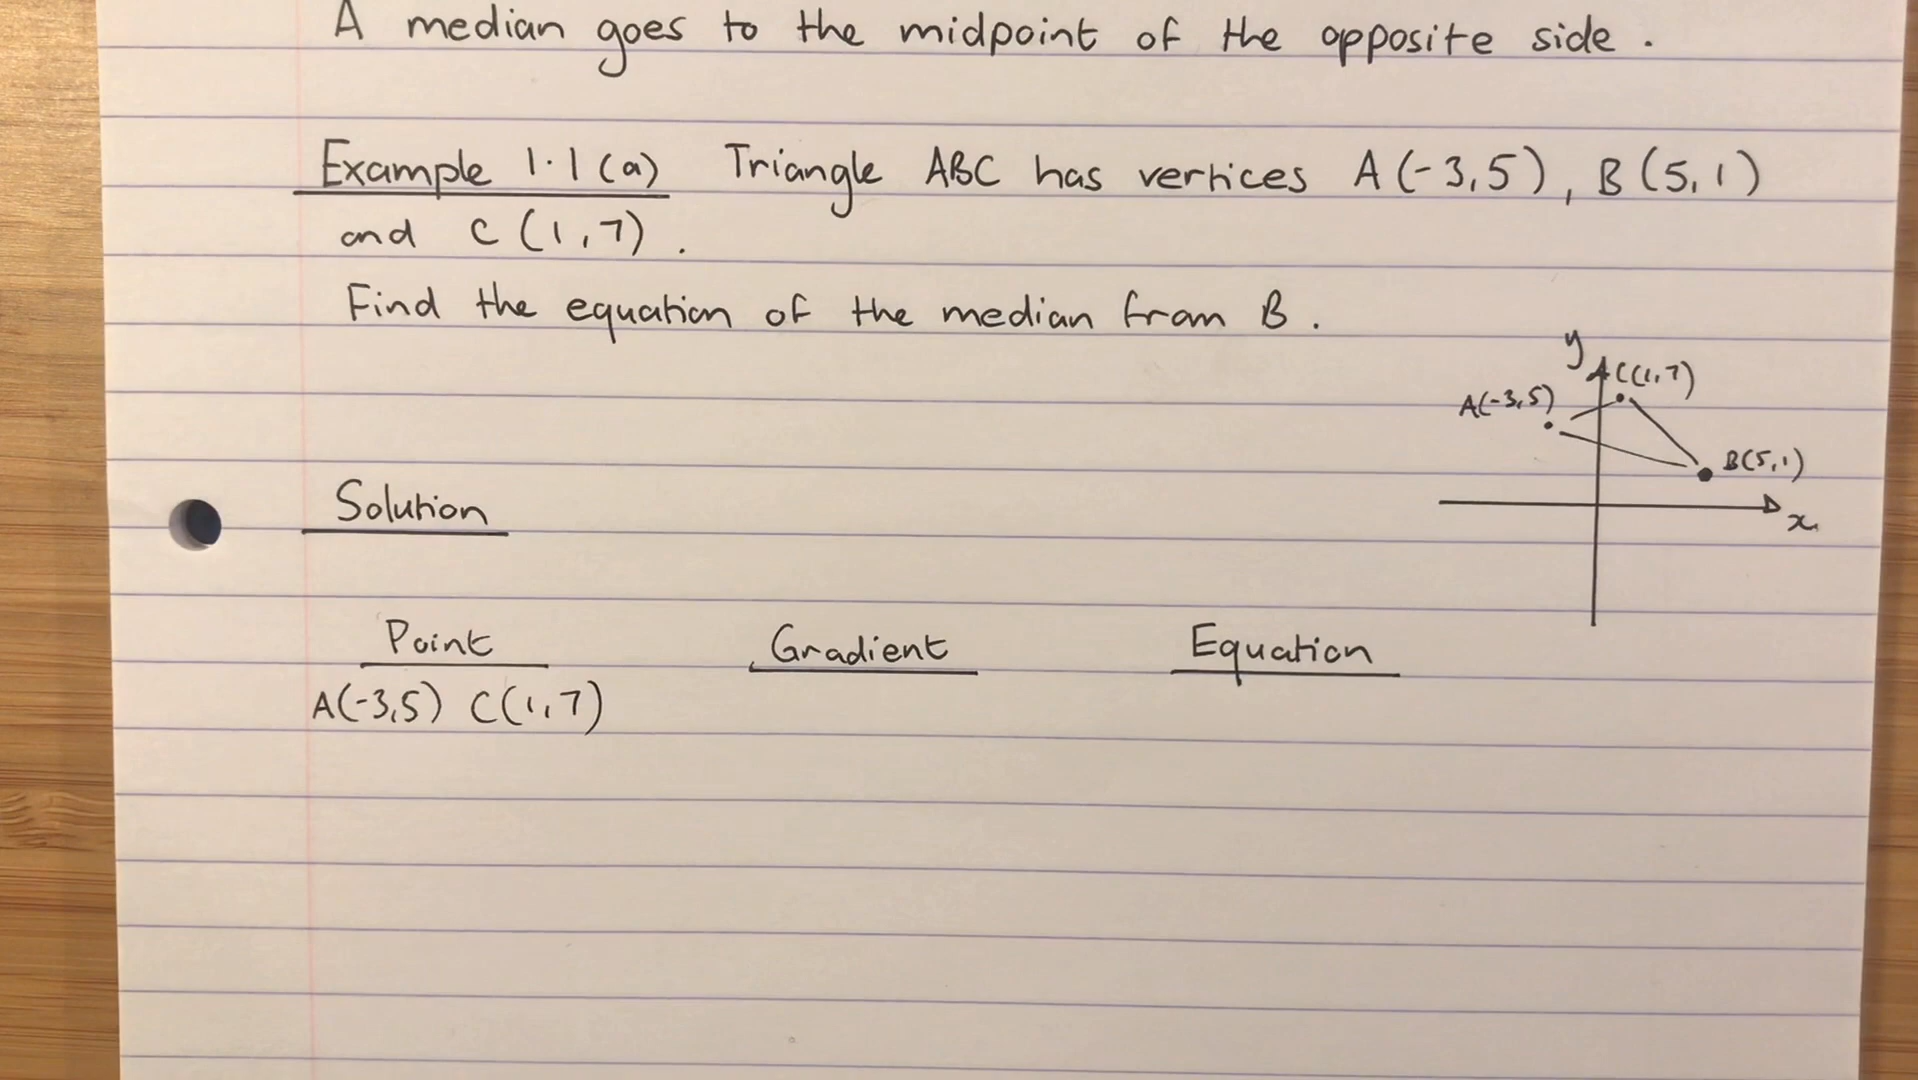 A median goes to the midpoint of the opposite side.
Example 1.1 (a) Triangle ABC has vertices A(-3,5), B(5,1)
and C(1,7).
Find the equation of the median from B.
y
C(1,7)
A(-3,5)
B(5,1)
x
Solution
Point Gradient Equation
A(-3,5) C(1,7)